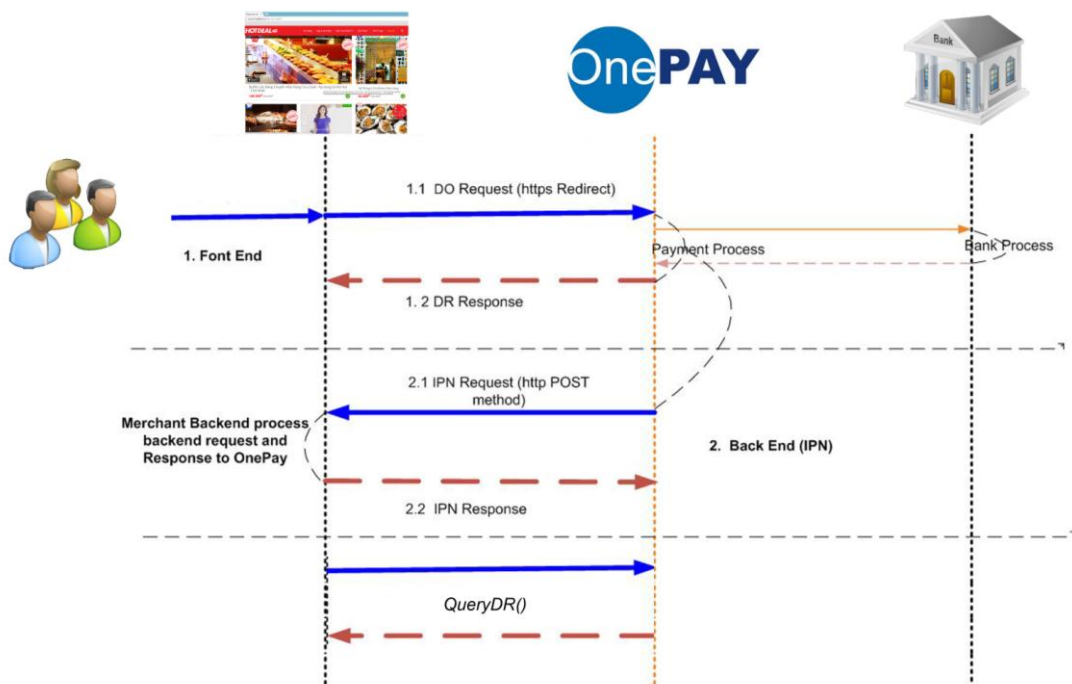 HOTDEAL
OnePAY
Bank
1.1 DO Request (https Redirect)
1. Font End
Payment Process
Bank Process
1. 2 DR Response
2.1 IPN Request (http POST
method)
Merchant Backend process
backend request and
Response to OnePay
2. Back End (IPN)
2.2 IPN Response
QueryDR()